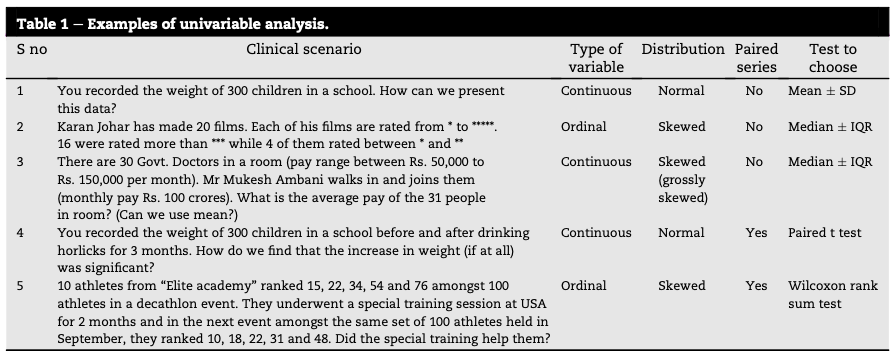 Table 1 – Examples of univariable analysis.
S no Clinical scenario Type of variable Distribution Paired series Test to choose
1 You recorded the weight of 300 children in a school. How can we present Continuous Normal No Mean ± SD
this data?
2 Karan Johar has made 20 films. Each of his films are rated from * to *****. Ordinal Skewed No Median ± IQR
16 were rated more than *** while 4 of them rated between * and **
3 There are 30 Govt. Doctors in a room (pay range between Rs. 50,000 to Continuous Skewed No Median ± IQR
Rs. 150,000 per month). Mr Mukesh Ambani walks in and joins them (grossly
(monthly pay Rs. 100 crores). What is the average pay of the 31 people skewed)
in room? (Can we use mean?)
4 You recorded the weight of 300 children in a school before and after drinking Continuous Normal Yes Paired t test
horlicks for 3 months. How do we find that the increase in weight (if at all)
was significant?
5 10 athletes from “Elite academy” ranked 15, 22, 34, 54 and 76 amongst 100 Ordinal Skewed Yes Wilcoxon rank
athletes in a decathlon event. They underwent a special training session at USA sum test
for 2 months and in the next event amongst the same set of 100 athletes held in
September, they ranked 10, 18, 22, 31 and 48. Did the special training help them?